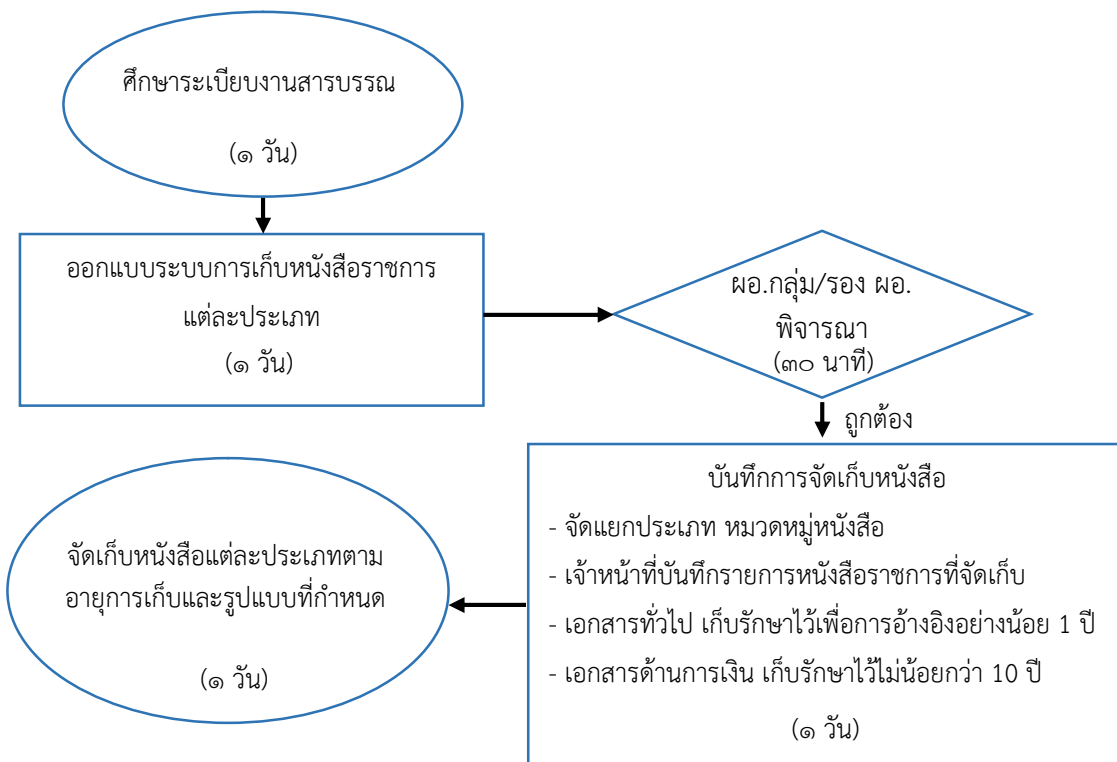 ศึกษาระเบียบงานสารบรรณ
(๑ วัน)
ออกแบบระบบการเก็บหนังสือราชการ
แต่ละประเภท
(๑ วัน)
ผอ.กลุ่ม/รอง ผอ.
พิจารณา
(๓๐ นาที)
ถูกต้อง
บันทึกการจัดเก็บหนังสือ
- จัดแยกประเภท หมวดหมู่หนังสือ
- เจ้าหน้าที่บันทึกรายการหนังสือราชการที่จัดเก็บ
- เอกสารทั่วไป เก็บรักษาไว้เพื่อการอ้างอิงอย่างน้อย 1 ปี
- เอกสารด้านการเงิน เก็บรักษาไว้ไม่น้อยกว่า 10 ปี
(๑ วัน)
จัดเก็บหนังสือแต่ละประเภทตาม
อายุการเก็บและรูปแบบที่กำหนด
(๑ วัน)